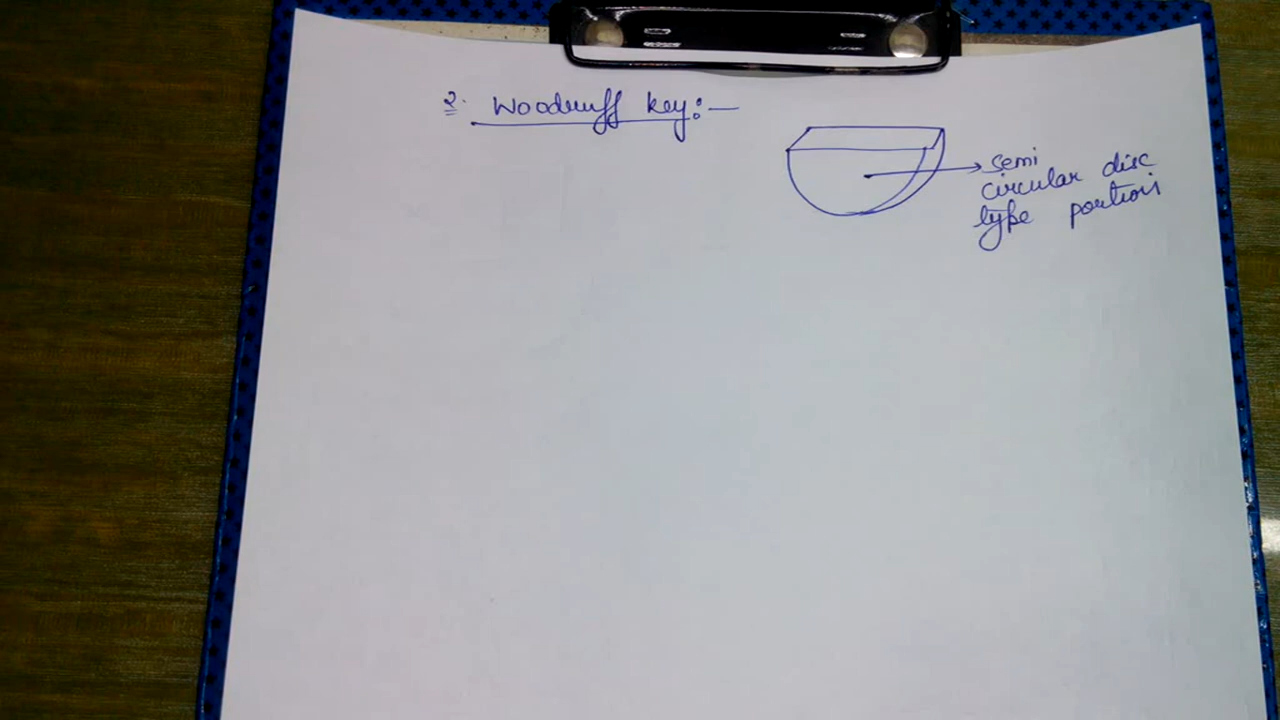 2. Woodruff key:—
semi
circular disc
type portion